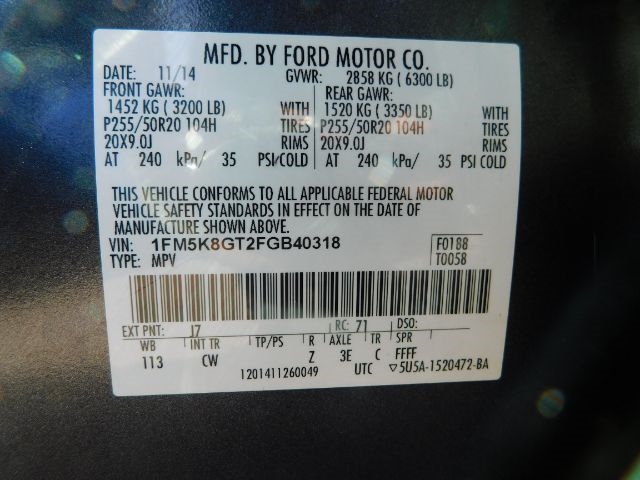 MFD. BY FORD MOTOR CO.
DATE: 11/14 GVWR: 2858 KG ( 6300 LB)
FRONT GAWR: REAR GAWR:
1452 KG ( 3200 LB) WITH 1520 KG ( 3350 LB) WITH
P255/50R20 104H TIRES P255/50R20 104H TIRES
20X9.0J RIMS 20X9.0J RIMS
AT 240 kPa/ 35 PSI/COLD AT 240 kPa/ 35 PSI COLD
THIS VEHICLE CONFORMS TO ALL APPLICABLE FEDERAL MOTOR
VEHICLE SAFETY STANDARDS IN EFFECT ON THE DATE OF
MANUFACTURE SHOWN ABOVE.
VIN: 1FM5K8GT2FGB40318 F0188
TYPE: MPV T0058
EXT PNT: J7 RC: 71 DSO:
WB INT TR TP/PS R AXLE TR SPR
113 CW Z 3E C FFFF
1201411260049 UTC ▽5U5A-1520472-BA